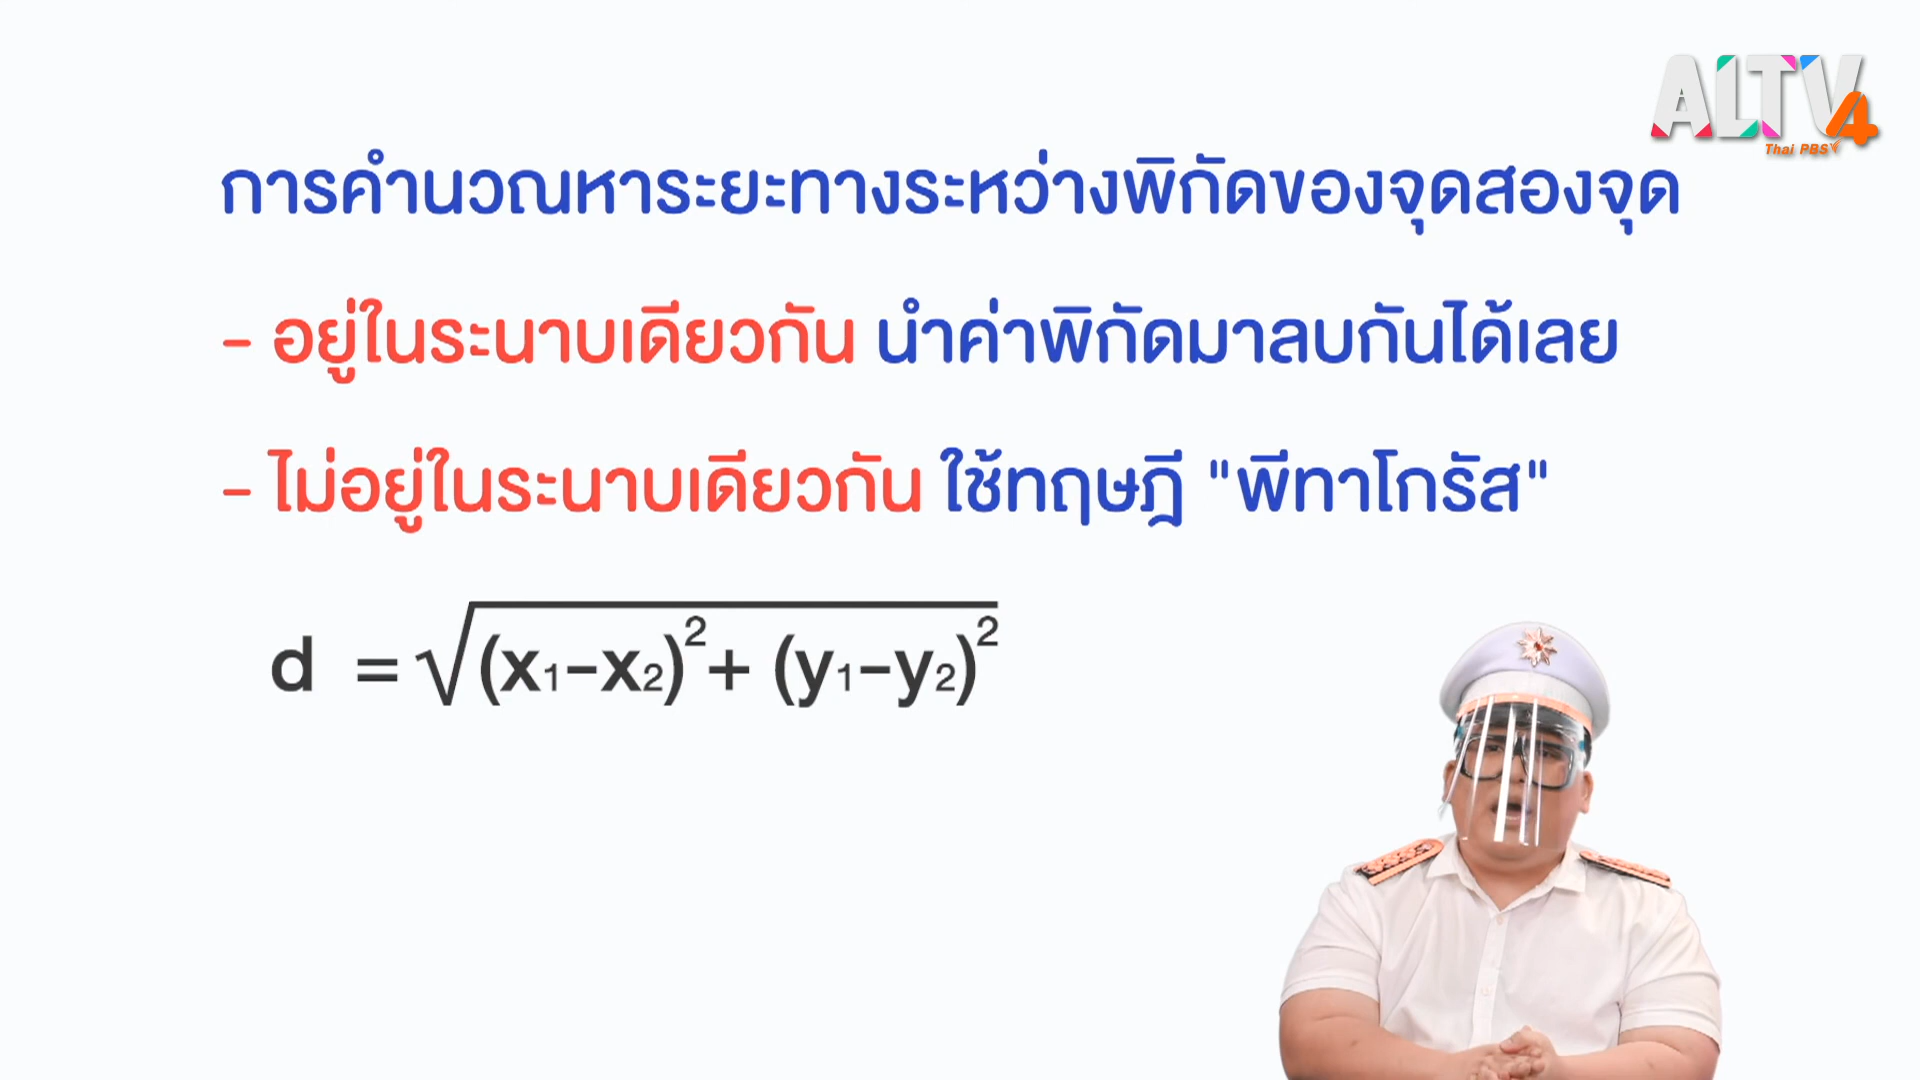 ALTV4
Thai PBS
การคำนวณหาระยะทางระหว่างพิกัดของจุดสองจุด
- อยู่ในระนาบเดียวกัน นำค่าพิกัดมาลบกันได้เลย
- ไม่อยู่ในระนาบเดียวกัน ใช้ทฤษฎี "พีทาโกรัส"
d = √(x₁-x₂)² + (y₁-y₂)²